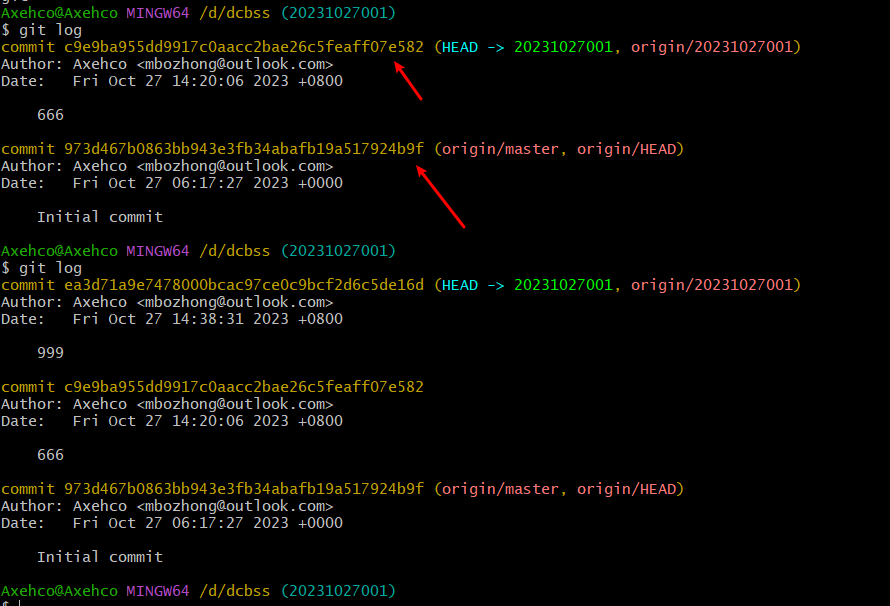 Axehco@Axehco MINGW64 /d/dcbss (20231027001)
$ git log
commit c9e9ba955dd9917c0aacc2bae26c5feaff07e582 (HEAD -> 20231027001, origin/20231027001)
Author: Axehco <mbozhong@outlook.com>
Date:   Fri Oct 27 14:20:06 2023 +0800
    666
commit 973d467b0863bb943e3fb34abafb19a517924b9f (origin/master, origin/HEAD)
Author: Axehco <mbozhong@outlook.com>
Date:   Fri Oct 27 06:17:27 2023 +0000
    Initial commit
Axehco@Axehco MINGW64 /d/dcbss (20231027001)
$ git log
commit ea3d71a9e7478000bcac97ce0c9bcf2d6c5de16d (HEAD -> 20231027001, origin/20231027001)
Author: Axehco <mbozhong@outlook.com>
Date:   Fri Oct 27 14:38:31 2023 +0800
    999
commit c9e9ba955dd9917c0aacc2bae26c5feaff07e582
Author: Axehco <mbozhong@outlook.com>
Date:   Fri Oct 27 14:20:06 2023 +0800
    666
commit 973d467b0863bb943e3fb34abafb19a517924b9f (origin/master, origin/HEAD)
Author: Axehco <mbozhong@outlook.com>
Date:   Fri Oct 27 06:17:27 2023 +0000
    Initial commit
Axehco@Axehco MINGW64 /d/dcbss (20231027001)
$